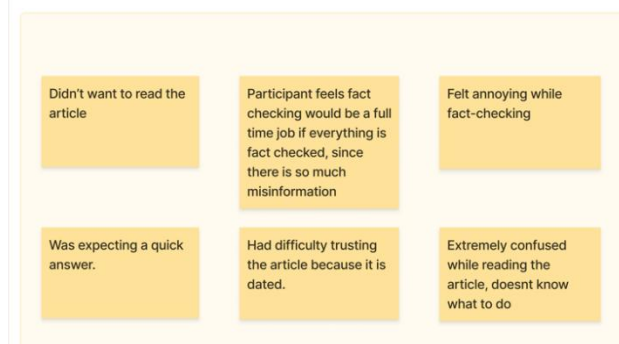 Didn't want to read the
article
Participant feels fact
checking would be a full
time job if everything is
fact checked, since
there is so much
misinformation
Felt annoying while
fact-checking
Was expecting a quick
answer.
Had difficulty trusting
the article because it is
dated.
Extremely confused
while reading the
article, doesnt know
what to do